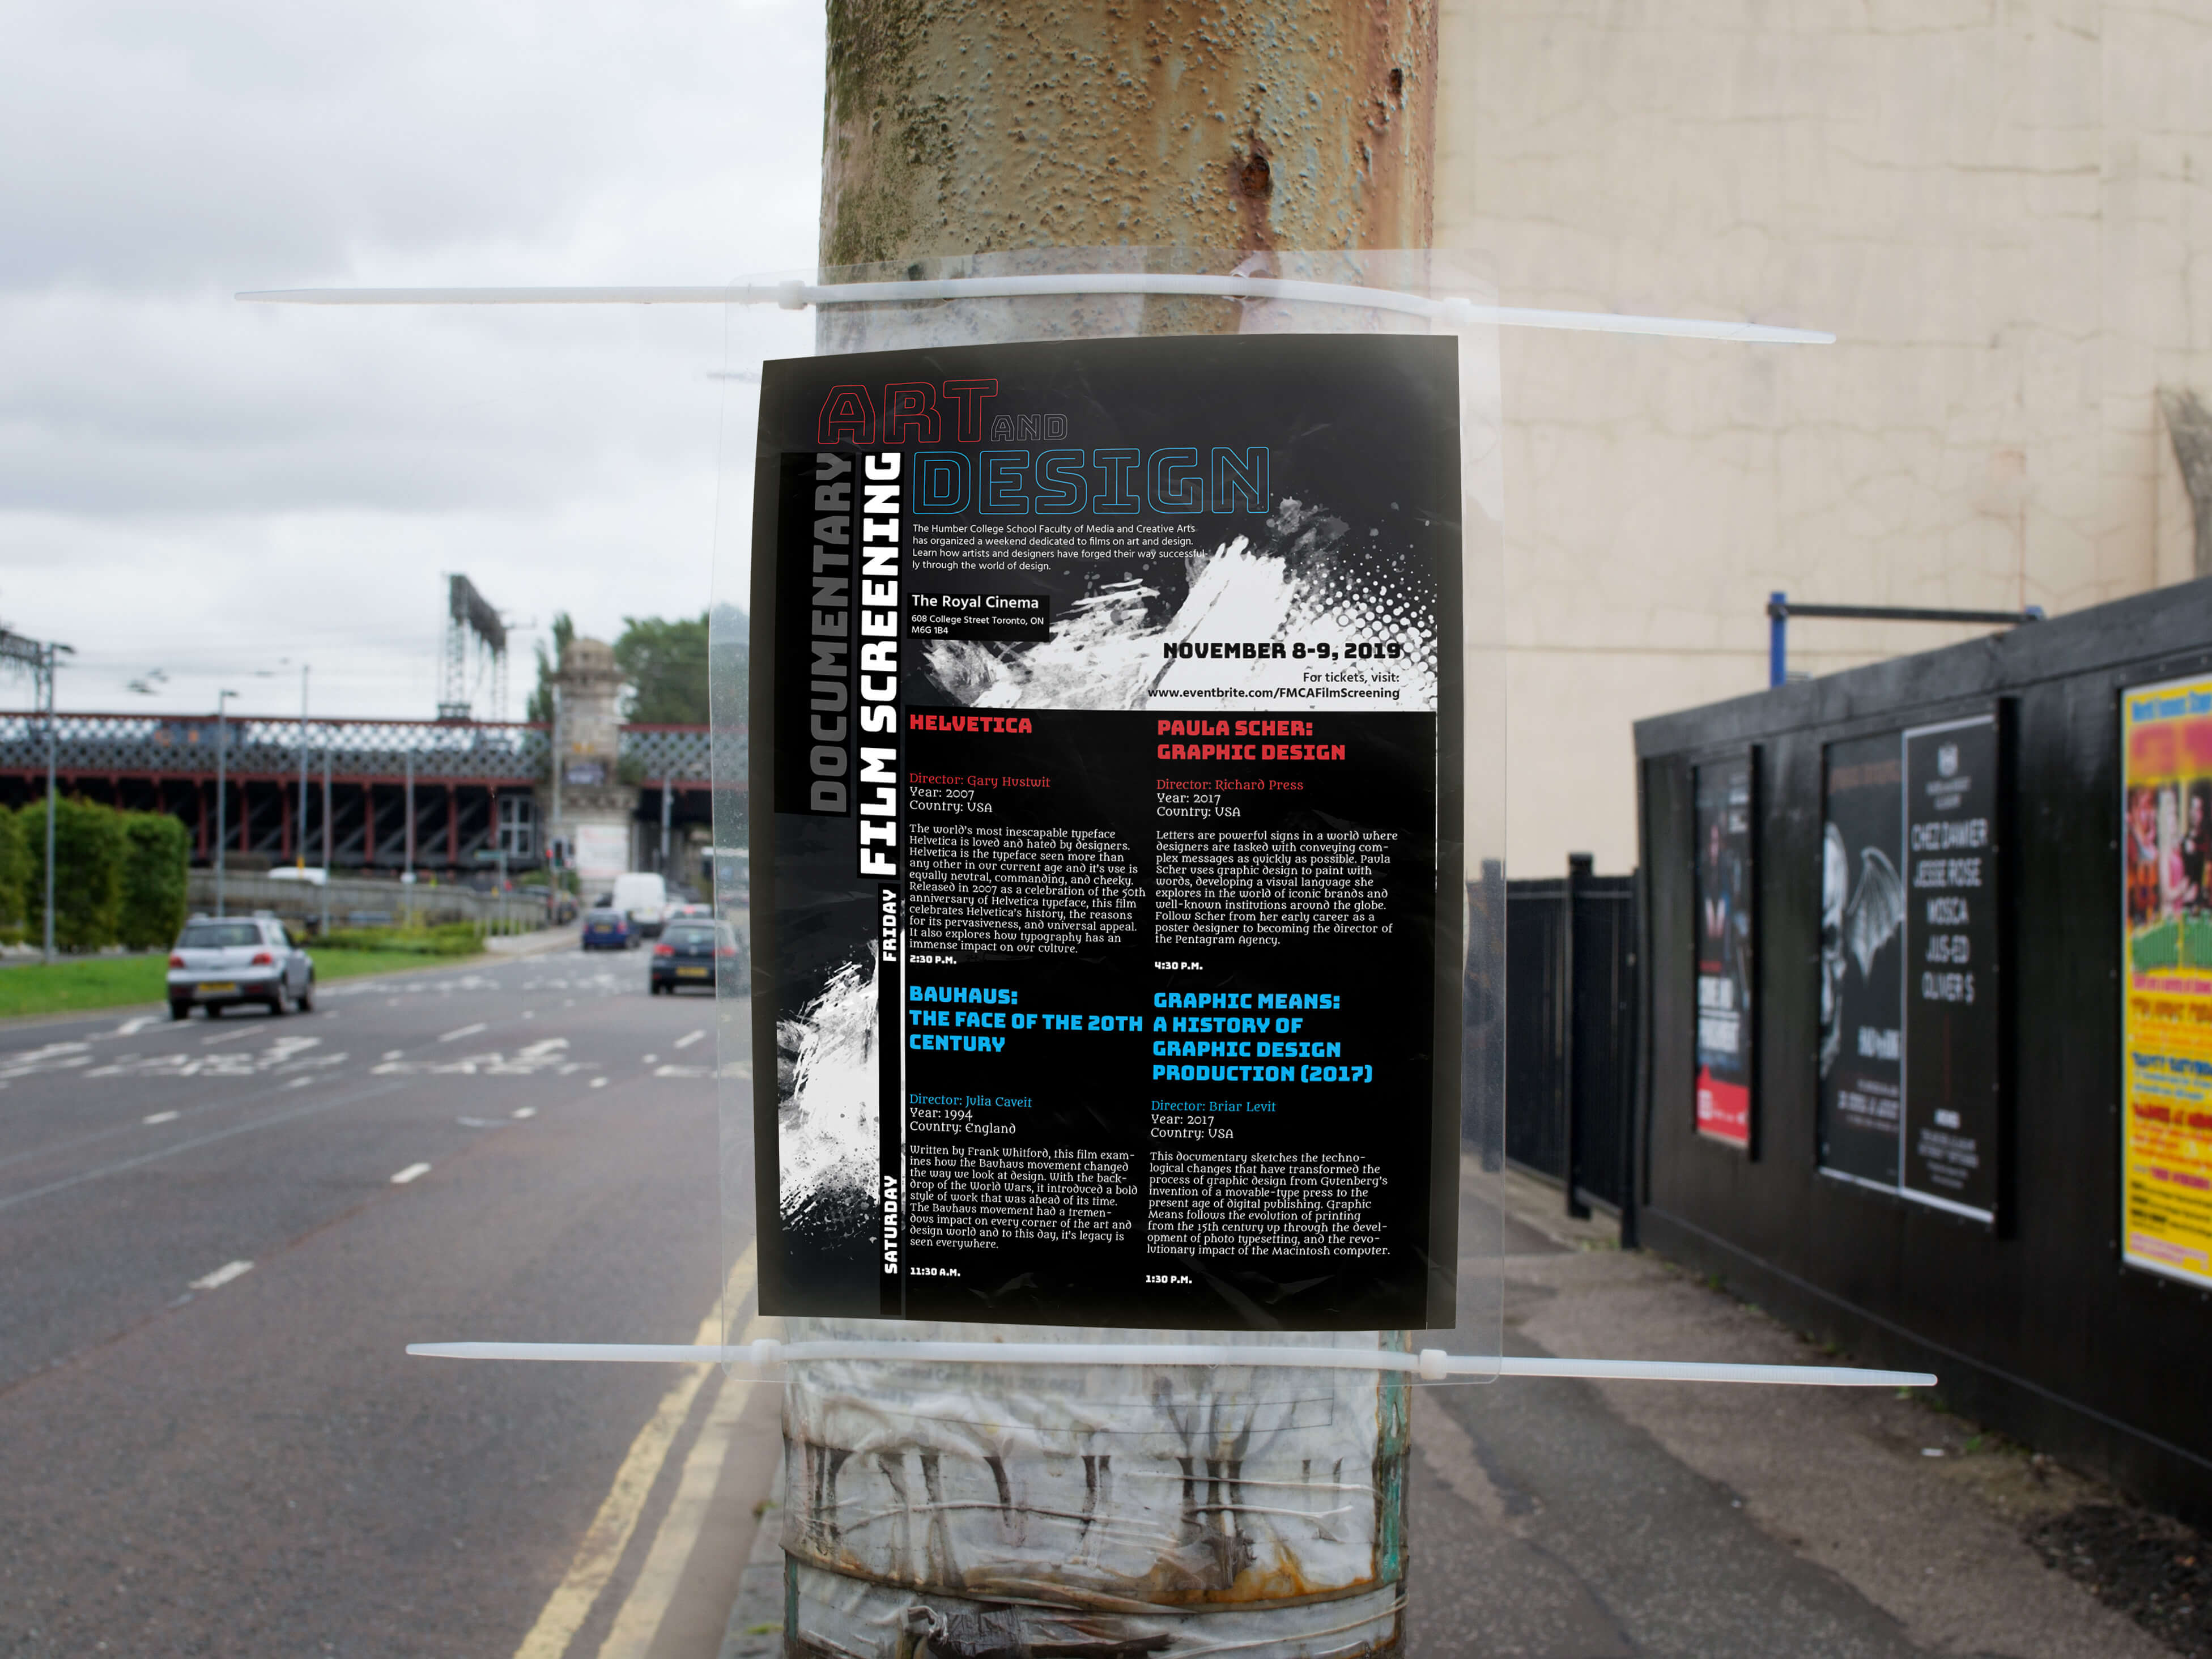 ART AND
DESIGN
DOCUMENTARY
FILM SCREENING
The Humber College School Faculty of Media and Creative Arts
has organized a weekend dedicated to films on art and design.
Learn how artists and designers have forged their way successful-
ly through the world of design.
The Royal Cinema
608 College Street Toronto, ON
M6G 1B4
NOVEMBER 8-9, 2019
For tickets, visit:
www.eventbrite.com/FMCAFilmScreening
FRIDAY
HELVETICA
Director: Gary Hustwit
Year: 2007
Country: USA
The world's most inescapable typeface
Helvetica is loved and hated by designers.
Helvetica is the typeface seen more than
any other in our current age and it's use is
equally neutral, commanding, and cheeky.
Released in 2007 as a celebration of the 50th
anniversary of Helvetica typeface, this film
celebrates Helvetica's history, the reasons
for its pervasiveness, and universal appeal.
It also explores how typography has an
immense impact on our culture.
2:30 P.M.
PAULA SCHER:
GRAPHIC DESIGN
Director: Richard Press
Year: 2017
Country: USA
Letters are powerful signs in a world where
designers are tasked with conveying com-
plex messages as quickly as possible. Paula
Scher uses graphic design to paint with
words, developing a visual language she
explores in the world of iconic brands and
well-known institutions around the globe.
Follow Scher from her early career as a
poster designer to becoming the director of
the Pentagram Agency.
4:30 P.M.
SATURDAY
BAUHAUS:
THE FACE OF THE 20TH
CENTURY
Director: Julia Caveit
Year: 1994
Country: England
Written by Frank Whitford, this film exam-
ines how the Bauhaus movement changed
the way we look at design. With the back-
drop of the World Wars, it introduced a bold
style of work that was ahead of its time.
The Bauhaus movement had a tremen-
dous impact on every corner of the art and
design world and to this day, it's legacy is
seen everywhere.
11:30 A.M.
GRAPHIC MEANS:
A HISTORY OF
GRAPHIC DESIGN
PRODUCTION (2017)
Director: Briar Levit
Year: 2017
Country: USA
This documentary sketches the techno-
logical changes that have transformed the
process of graphic design from Gutenberg's
invention of a movable-type press to the
present age of digital publishing. Graphic
Means follows the evolution of printing
from the 15th century up through the devel-
opment of photo typesetting, and the revo-
lutionary impact of the Macintosh computer.
1:30 P.M.
CHEZ DAMIER
JESSE ROSE
MOSCA
JUS-ED
OLIVER S